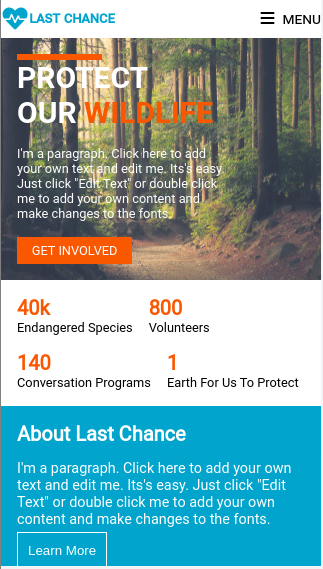 LAST CHANCE
MENU
PROTECT
OUR WILDLIFE
I'm a paragraph. Click here to add
your own text and edit me. Its's easy.
Just click "Edit Text" or double click
me to add your own content and
make changes to the fonts.
GET INVOLVED
40k
Endangered Species
800
Volunteers
140
Conversation Programs
1
Earth For Us To Protect
About Last Chance
I'm a paragraph. Click here to add your own
text and edit me. Its's easy. Just click "Edit
Text" or double click me to add your own
content and make changes to the fonts.
Learn More